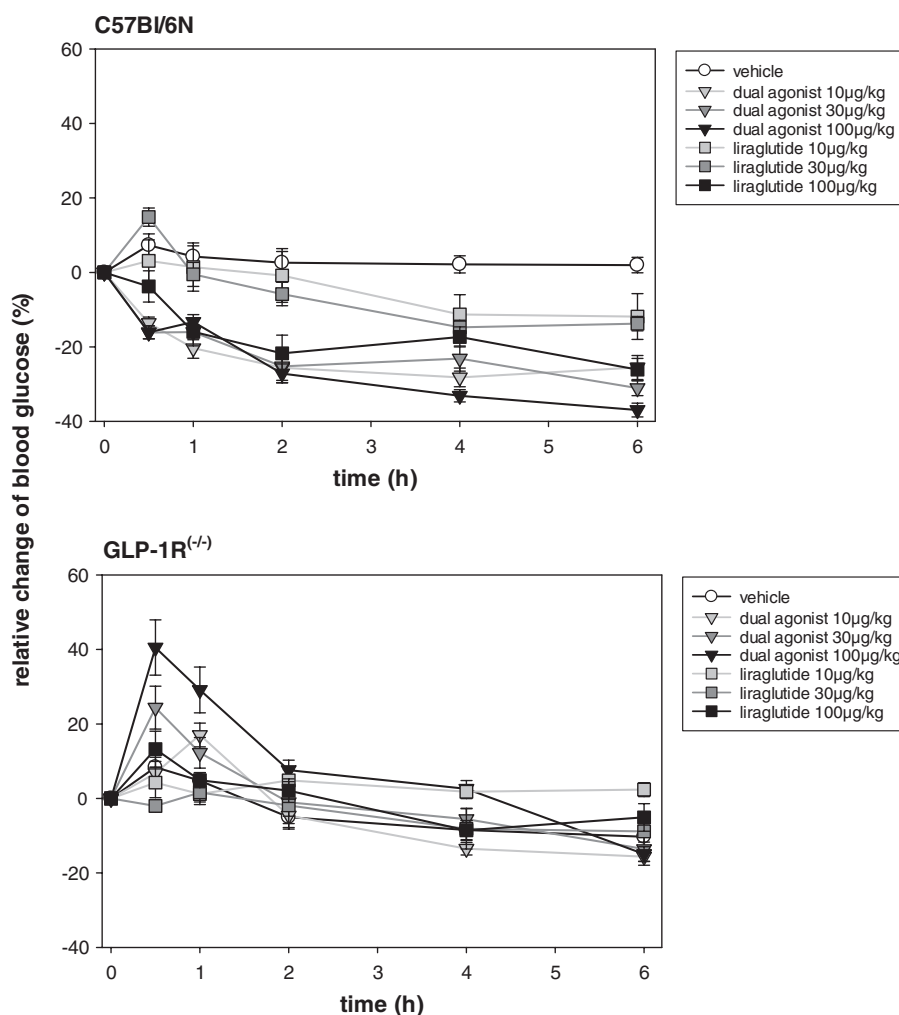 C57Bl/6N
60
40
20
0
-20
-40
0
1
2
3
4
5
6
time (h)
vehicle
dual agonist 10µg/kg
dual agonist 30µg/kg
dual agonist 100µg/kg
liraglutide 10µg/kg
liraglutide 30µg/kg
liraglutide 100µg/kg
relative change of blood glucose (%)
GLP-1R(-/-)
60
40
20
0
-20
-40
0
1
2
3
4
5
6
time (h)
vehicle
dual agonist 10µg/kg
dual agonist 30µg/kg
dual agonist 100µg/kg
liraglutide 10µg/kg
liraglutide 30µg/kg
liraglutide 100µg/kg